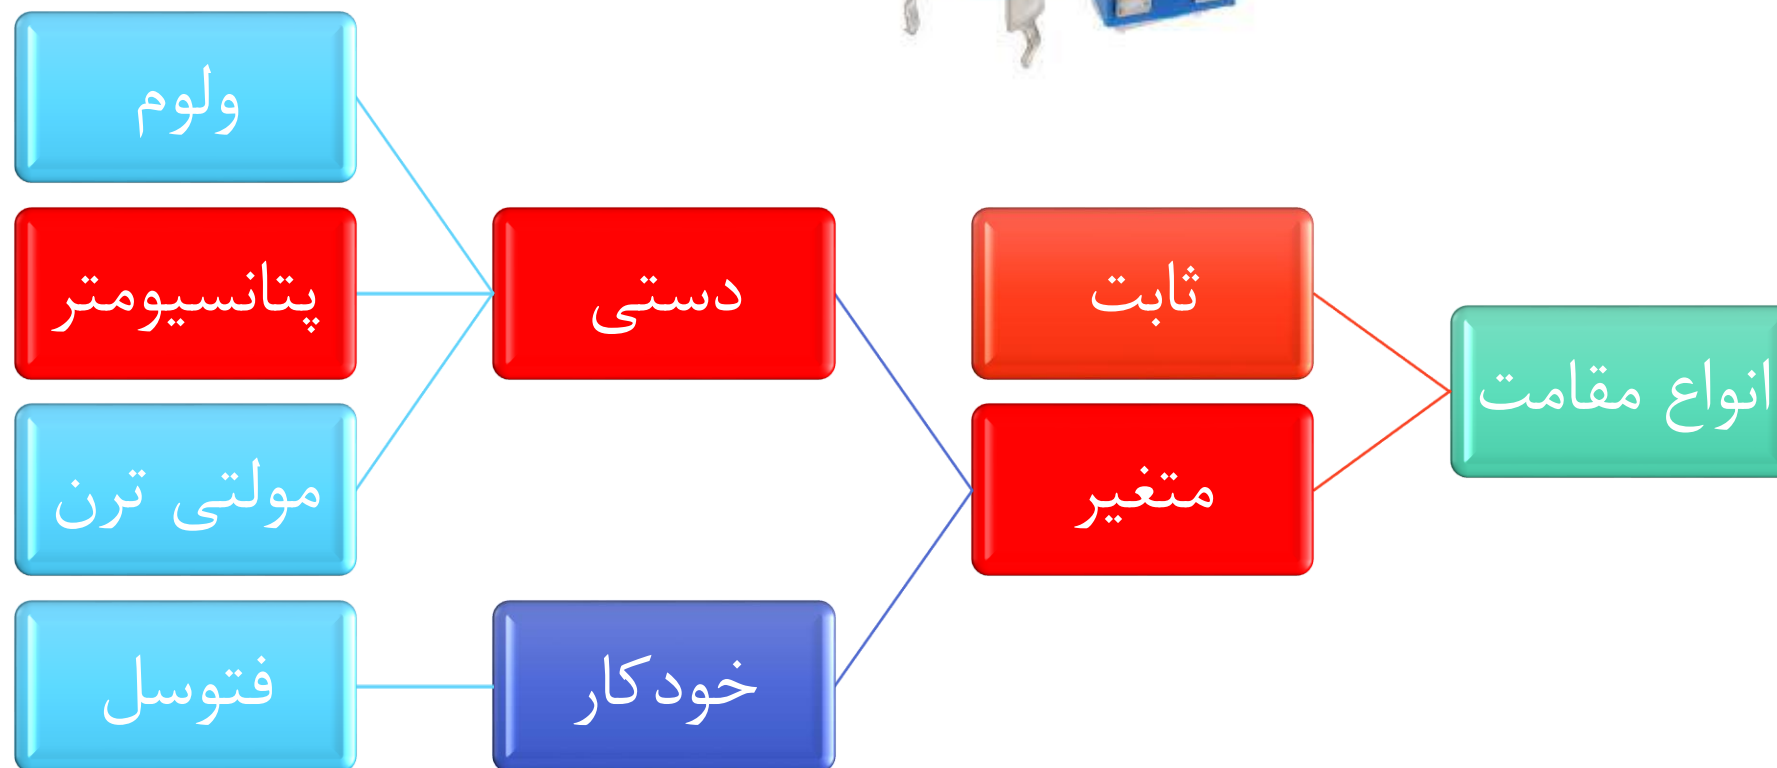 انواع مقامت
ثابت
متغیر
دستی
خودکار
ولوم
پتانسیومتر
مولتی ترن
فتوسل